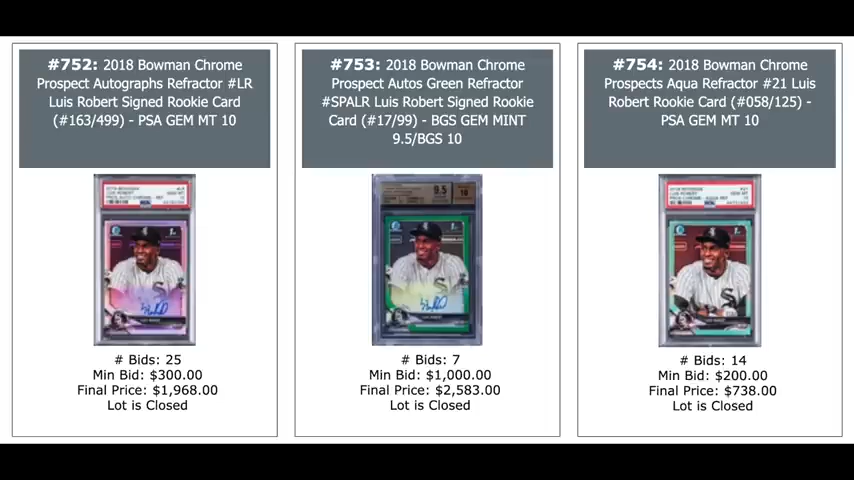 #752: 2018 Bowman Chrome
Prospect Autographs Refractor #LR
Luis Robert Signed Rookie Card
(#163/499) - PSA GEM MT 10
# Bids: 25
Min Bid: $300.00
Final Price: $1,968.00
Lot is Closed
#753: 2018 Bowman Chrome
Prospect Autos Green Refractor
#SPALR Luis Robert Signed Rookie
Card (#17/99) - BGS GEM MINT
9.5/BGS 10
9.5
10
# Bids: 7
Min Bid: $1,000.00
Final Price: $2,583.00
Lot is Closed
#754: 2018 Bowman Chrome
Prospects Aqua Refractor #21 Luis
Robert Rookie Card (#058/125) -
PSA GEM MT 10
# Bids: 14
Min Bid: $200.00
Final Price: $738.00
Lot is Closed